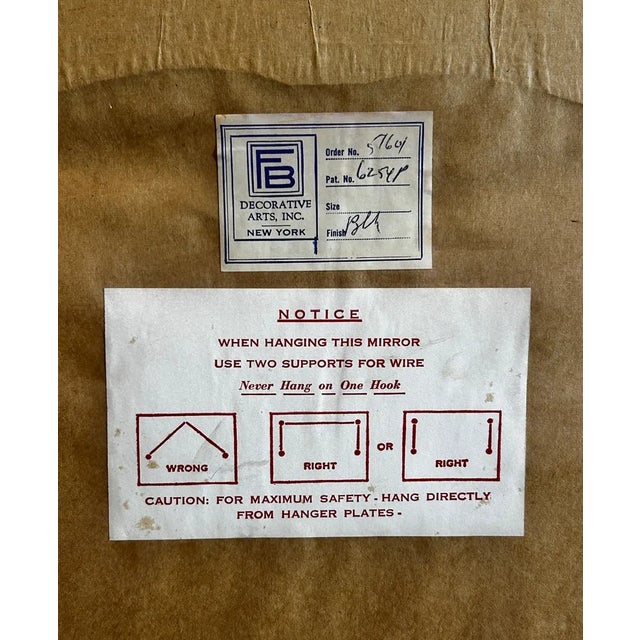 FB
DECORATIVE
ARTS, INC.
NEW YORK
Order No.
Pat. No. 6254P
Size
Finish Blk
NOTICE
WHEN HANGING THIS MIRROR
USE TWO SUPPORTS FOR WIRE
Never Hang on One Hook
WRONG
RIGHT
OR
RIGHT
CAUTION: FOR MAXIMUM SAFETY - HANG DIRECTLY
FROM HANGER PLATES -